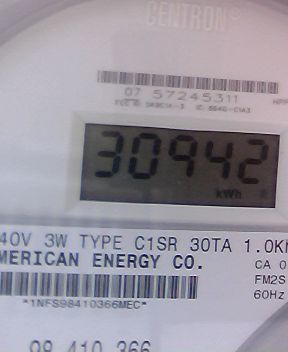 CENTRON®
07 57245311
30942
kWh
40V 3W TYPE C1SR 30TA 1.0K
MERICAN ENERGY CO.
CA 0
FM2S
60Hz
*1NFS98410366MEC*
98 410 366